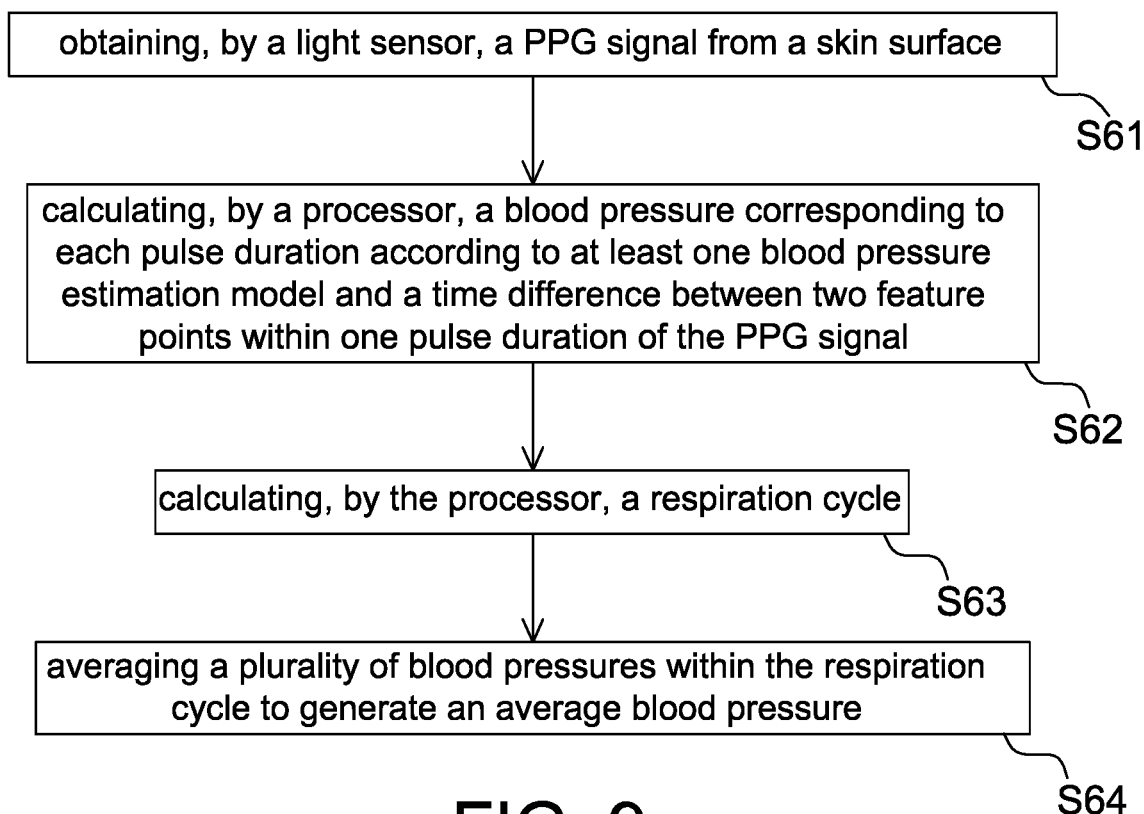 obtaining, by a light sensor, a PPG signal from a skin surface
S61
calculating, by a processor, a blood pressure corresponding to
each pulse duration according to at least one blood pressure
estimation model and a time difference between two feature
points within one pulse duration of the PPG signal
S62
calculating, by the processor, a respiration cycle
S63
averaging a plurality of blood pressures within the respiration
cycle to generate an average blood pressure
S64
FIG.